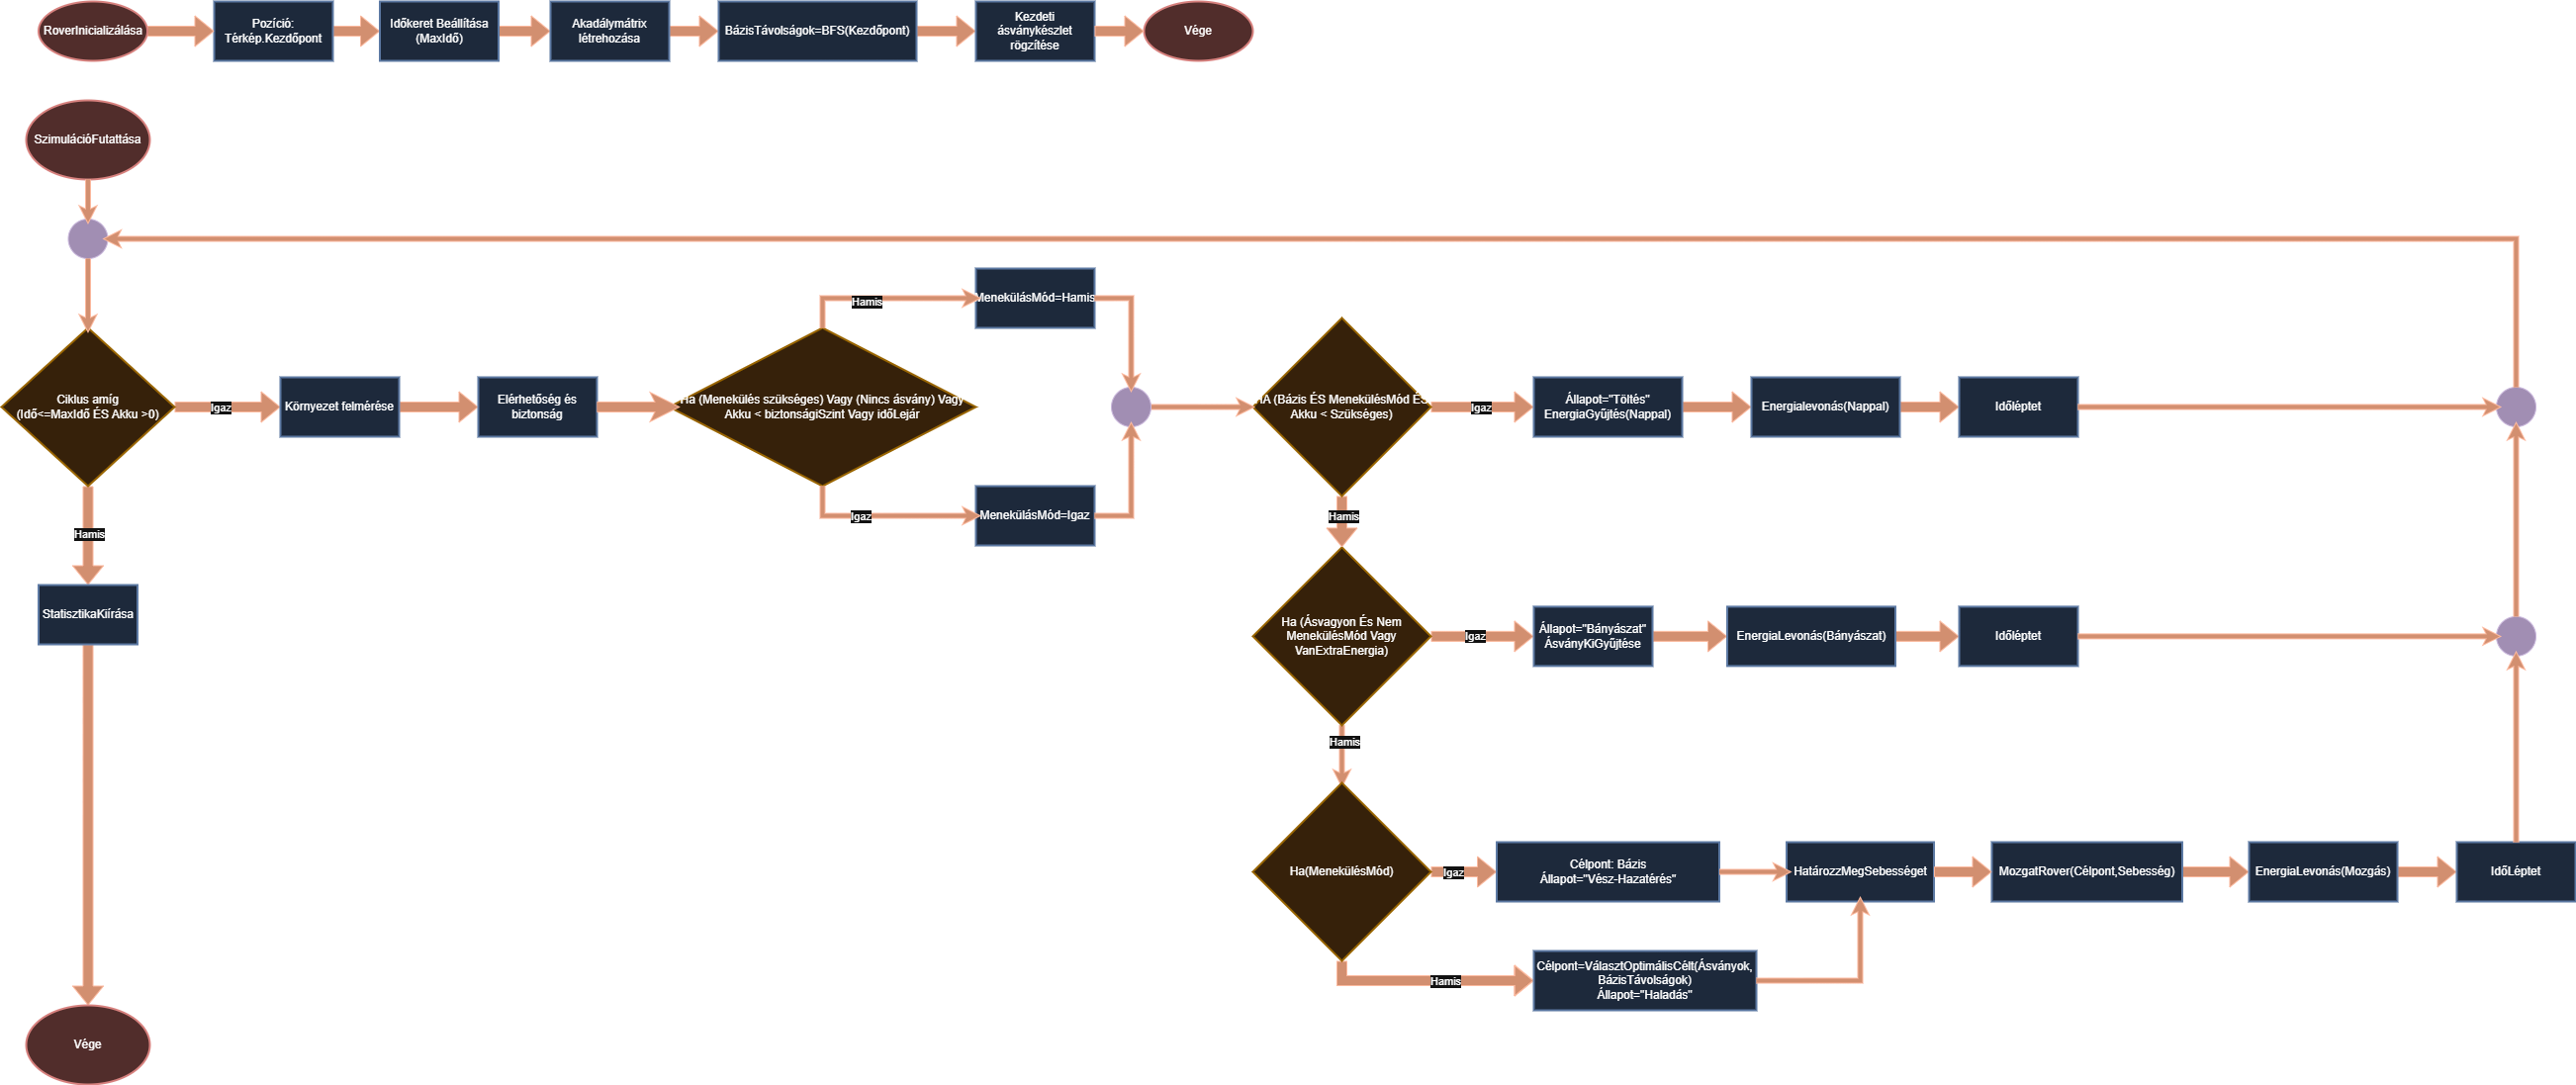 RoverInicializálása
Pozíció:
Térkép.Kezdőpont
Időkeret Beállítása
(MaxIdő)
Akadálymátrix
létrehozása
BázisTávolságok=BFS(Kezdőpont)
Kezdeti
ásványkészlet
rögzítése
Vége
SzimulációFutattása
Ciklus amíg
(Idő<=MaxIdő ÉS Akku >0)
Igaz
Környezet felmérése
Elérhetőség és
biztonság
Ha (Menekülés szükséges) Vagy (Nincs ásvány) Vagy
Akku < biztonságiSzint Vagy időLejár
Hamis
MenekülásMód=Hamis
Igaz
MenekülásMód=Igaz
HA (Bázis ÉS MenekülésMód ÉS
Akku < Szükséges)
Igaz
Állapot="Töltés"
EnergiaGyűjtés(Nappal)
Energialevonás(Nappal)
Időléptet
Hamis
Hamis
StatisztikaKiírása
Ha (Ásvagyon És Nem
MenekülésMód Vagy
VanExtraEnergia)
Igaz
Állapot="Bányászat"
ÁsványKiGyűjtése
EnergiaLevonás(Bányászat)
Időléptet
Hamis
Ha(MenekülésMód)
Igaz
Célpont: Bázis
Állapot="Vész-Hazatérés"
HatározzMegSebességet
MozgatRover(Célpont,Sebesség)
EnergiaLevonás(Mozgás)
IdőLéptet
Hamis
Célpont=VálasztOptimálisCélt(Ásványok,
BázisTávolságok)
Állapot="Haladás"
Vége